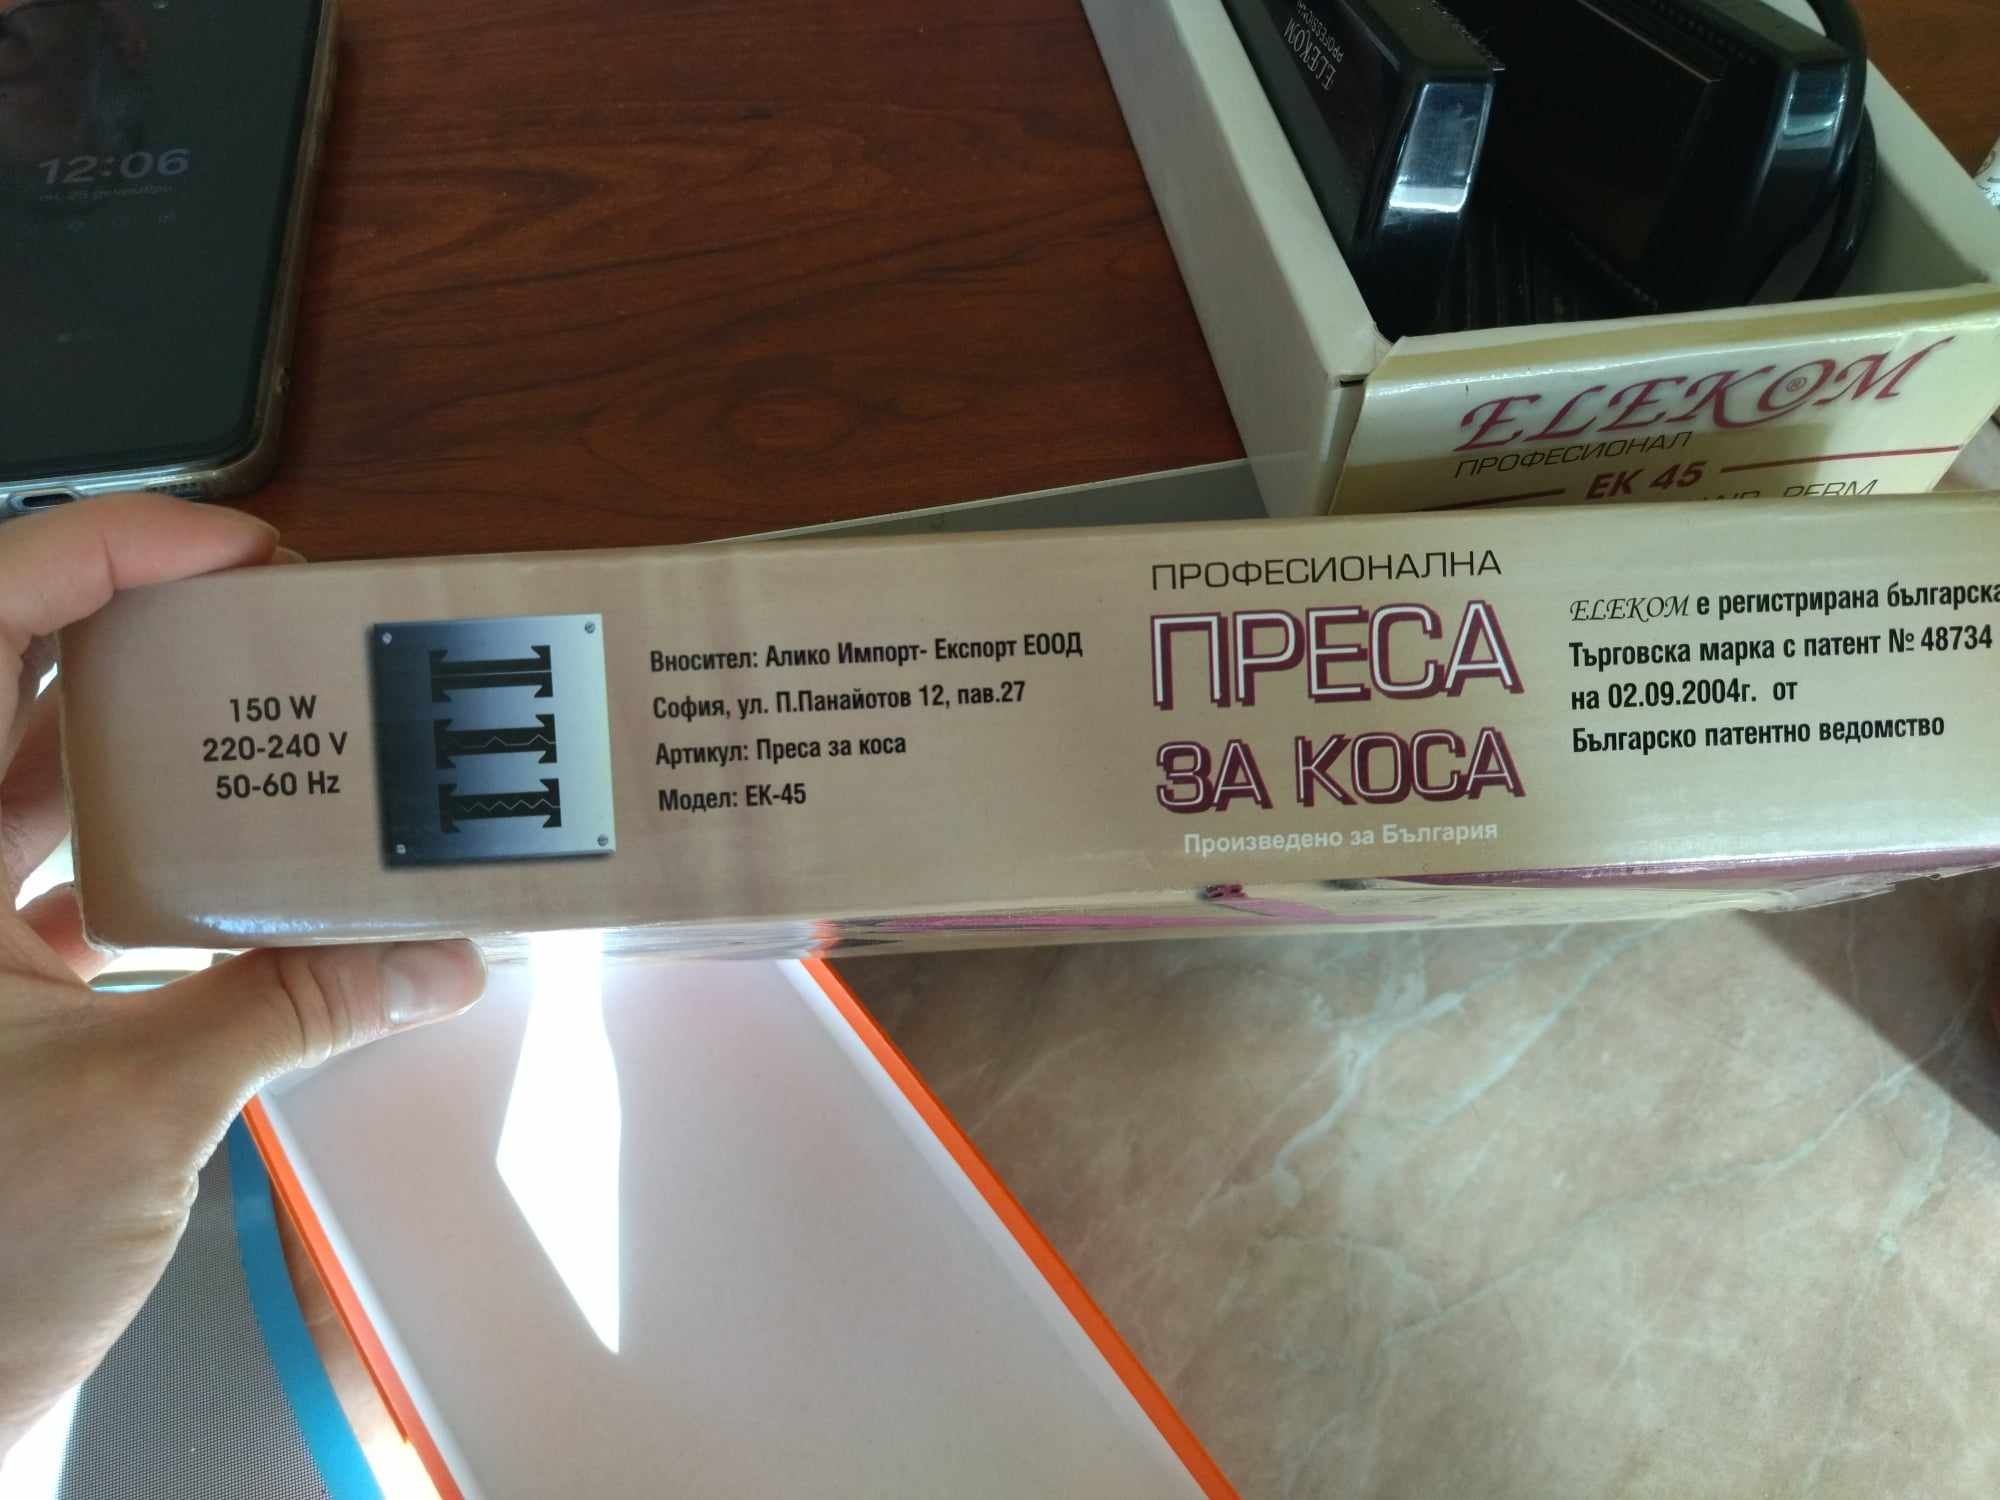 12:06
ELEKOM
PROFESSIONAL
ELEKOM®
ПРОФЕСИОНАЛ
EK 45
PERM
150 W
220-240 V
50-60 Hz
Вносител: Алико Импорт- Експорт ЕООД
София, ул. П.Панайотов 12, пав.27
Артикул: Преса за коса
Модел: ЕК-45
ПРОФЕСИОНАЛНА
ПРЕСА
ЗА КОСА
Произведено за България
ELEKOM е регистрирана българска
Търговска марка с патент № 48734
на 02.09.2004г. от
Българско патентно ведомство